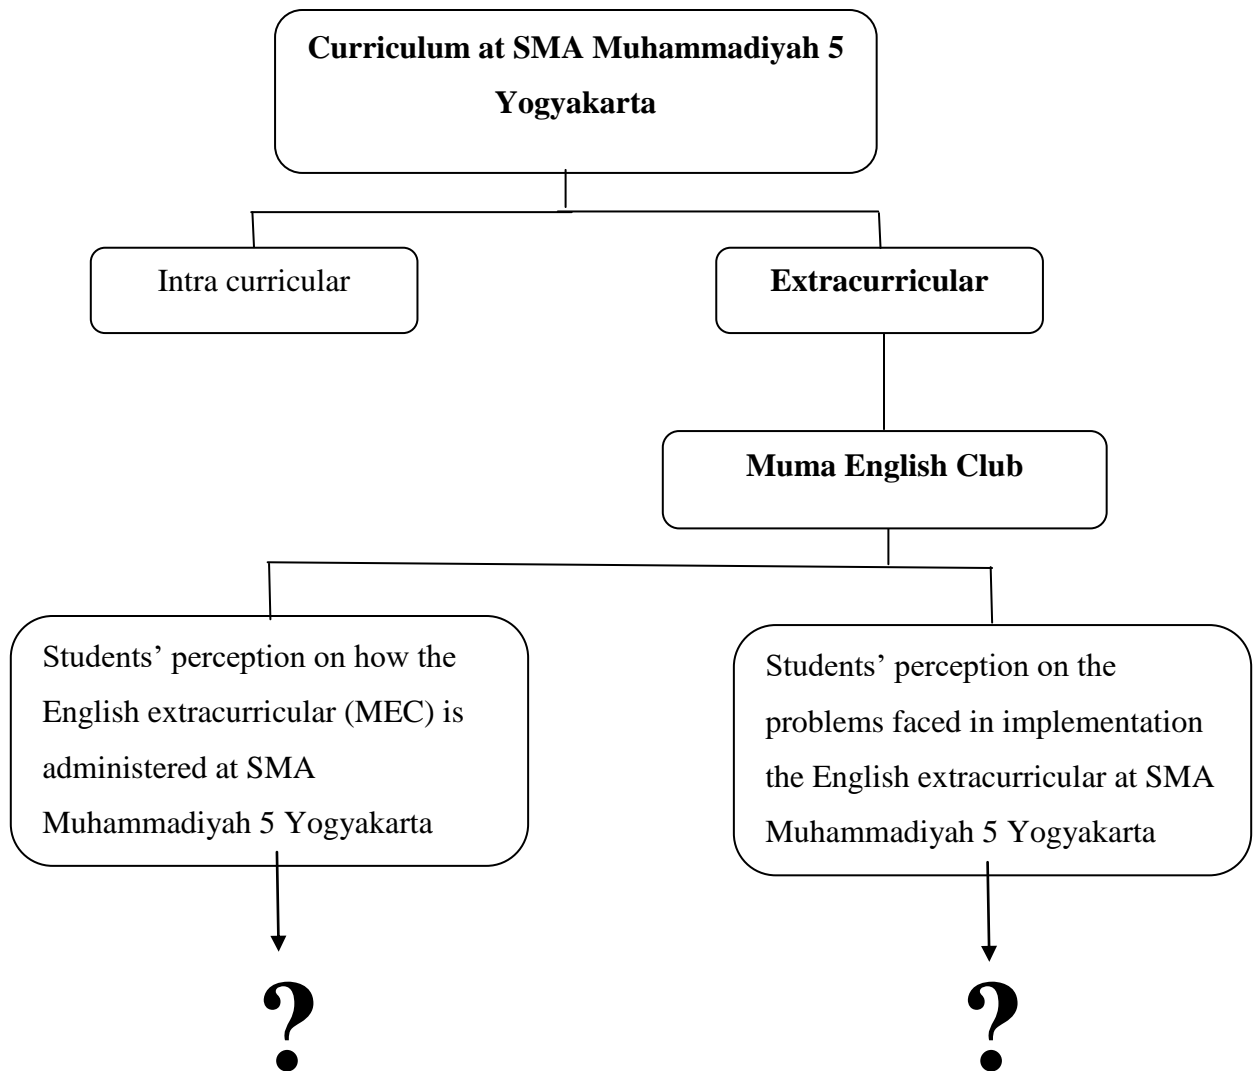 Curriculum at SMA Muhammadiyah 5
Yogyakarta
Intra curricular
Extracurricular
Muma English Club
Students’ perception on how the
English extracurricular (MEC) is
administered at SMA
Muhammadiyah 5 Yogyakarta
Students’ perception on the
problems faced in implementation
the English extracurricular at SMA
Muhammadiyah 5 Yogyakarta
?
?